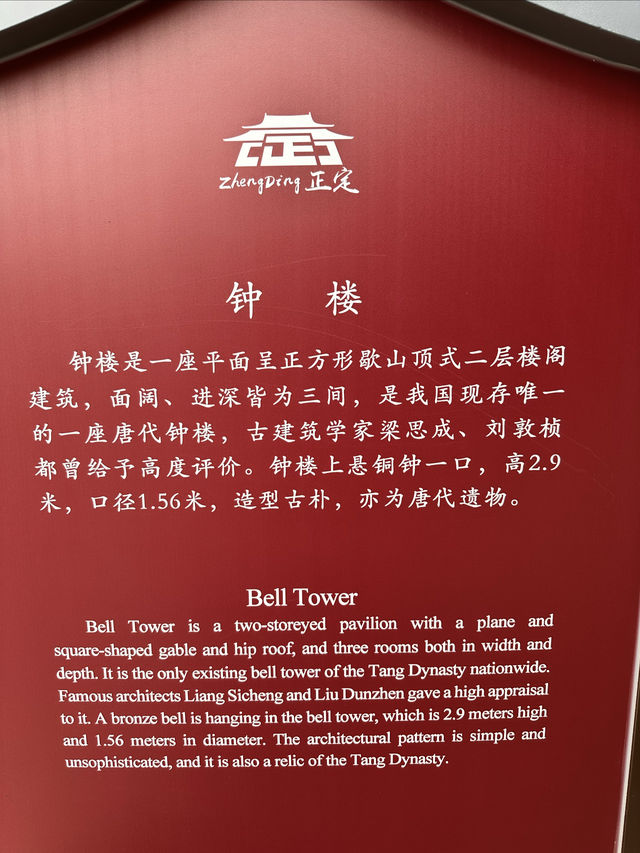 ZhengDing 正定
钟 楼
钟楼是一座平面呈正方形歇山顶式二层楼阁
建筑，面阔、进深皆为三间，是我国现存唯一
的一座唐代钟楼，古建筑学家梁思成、刘敦桢
都曾给予高度评价。钟楼上悬铜钟一口，高2.9
米，口径1.56米，造型古朴，亦为唐代遗物。
Bell Tower
Bell Tower is a two-storeyed pavilion with a plane and
square-shaped gable and hip roof, and three rooms both in width and
depth. It is the only existing bell tower of the Tang Dynasty nationwide.
Famous architects Liang Sicheng and Liu Dunzhen gave a high appraisal
to it. A bronze bell is hanging in the bell tower, which is 2.9 meters high
and 1.56 meters in diameter. The architectural pattern is simple and
unsophisticated, and it is also a relic of the Tang Dynasty.